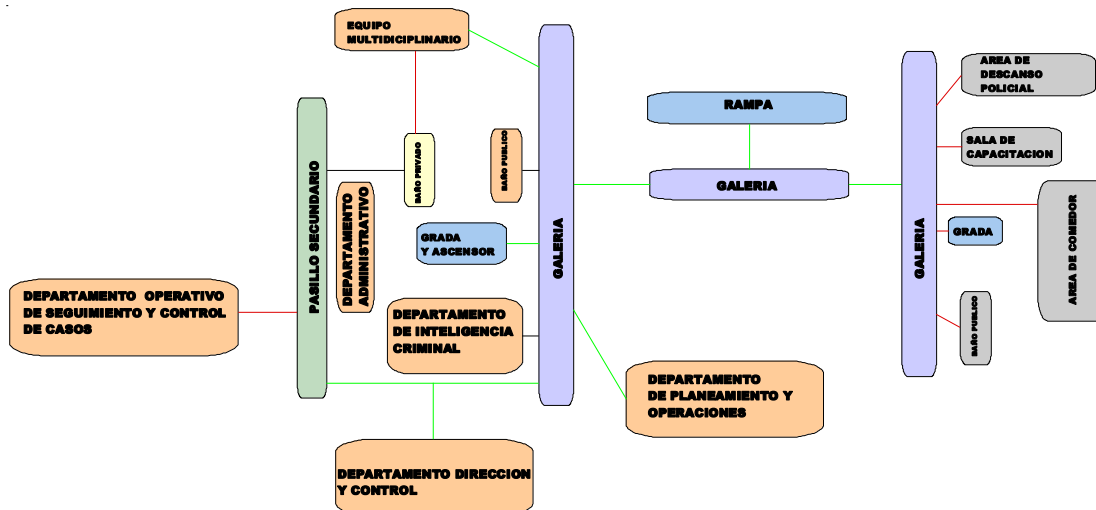 EQUIPO
MULTIDICIPLINARIO
AREA DE
DESCANSO
POLICIAL
RAMPA
SALA DE
CAPACITACION
BAÑO PRIVADO
BAÑO PUBLICO
GALERIA
PASILLO SECUNDARIO
DEPARTAMENTO
ADMINISTRATIVO
GRADA
Y ASCENSOR
GALERIA
GALERIA
GRADA
AREA DE COMEDOR
DEPARTAMENTO OPERATIVO
DE SEGUIMIENTO Y CONTROL
DE CASOS
DEPARTAMENTO
DE INTELIGENCIA
CRIMINAL
BAÑO PUBLICO
DEPARTAMENTO
DE PLANEAMIENTO Y
OPERACIONES
DEPARTAMENTO DIRECCION
Y CONTROL